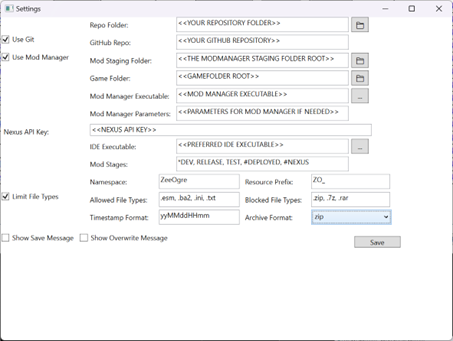 Settings
Repo Folder: <<YOUR REPOSITORY FOLDER>>
Use Git
GitHub Repo: <<YOUR GITHUB REPOSITORY>>
Use Mod Manager
Mod Staging Folder: <<THE MODMANAGER STAGING FOLDER ROOT>>
Game Folder: <<GAMEFOLDER ROOT>>
Mod Manager Executable: <<MOD MANAGER EXECUTABLE>> ...
Mod Manager Parameters: <<PARAMETERS FOR MOD MANAGER IF NEEDED>>
Nexus API Key: <<NEXUS API KEY>>
IDE Executable: <<PREFERRED IDE EXECUTABLE>> ...
Mod Stages: *DEV, RELEASE, TEST, #DEPLOYED, #NEXUS
Namespace: ZeeOgre Resource Prefix: ZO_
Limit File Types Allowed File Types: .esm, .ba2, .ini, .txt Blocked File Types: .zip, .7z, .rar
Timestamp Format: yyMMddHHmm Archive Format: zip
Show Save Message Show Overwrite Message Save